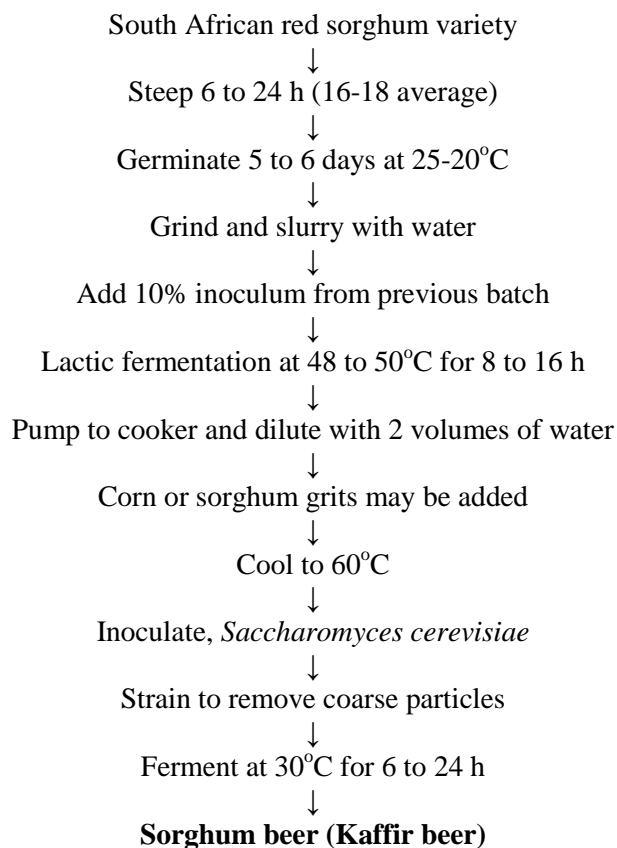 South African red sorghum variety
↓
Steep 6 to 24 h (16-18 average)
↓
Germinate 5 to 6 days at 25-20°C
↓
Grind and slurry with water
↓
Add 10% inoculum from previous batch
↓
Lactic fermentation at 48 to 50°C for 8 to 16 h
↓
Pump to cooker and dilute with 2 volumes of water
↓
Corn or sorghum grits may be added
↓
Cool to 60°C
↓
Inoculate, Saccharomyces cerevisiae
↓
Strain to remove coarse particles
↓
Ferment at 30°C for 6 to 24 h
↓
Sorghum beer (Kaffir beer)